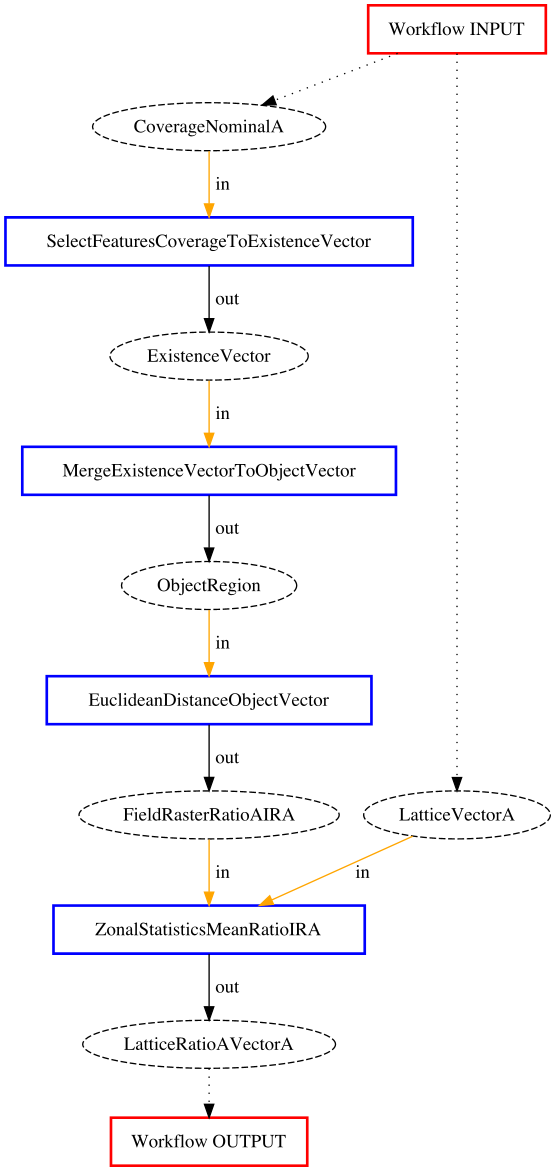 Workflow INPUT
CoverageNominalA
in
SelectFeaturesCoverageToExistenceVector
out
ExistenceVector
in
MergeExistenceVectorToObjectVector
out
ObjectRegion
in
EuclideanDistanceObjectVector
out
FieldRasterRatioAIRA
LatticeVectorA
in
in
ZonalStatisticsMeanRatioIRA
out
LatticeRatioAVectorA
Workflow OUTPUT